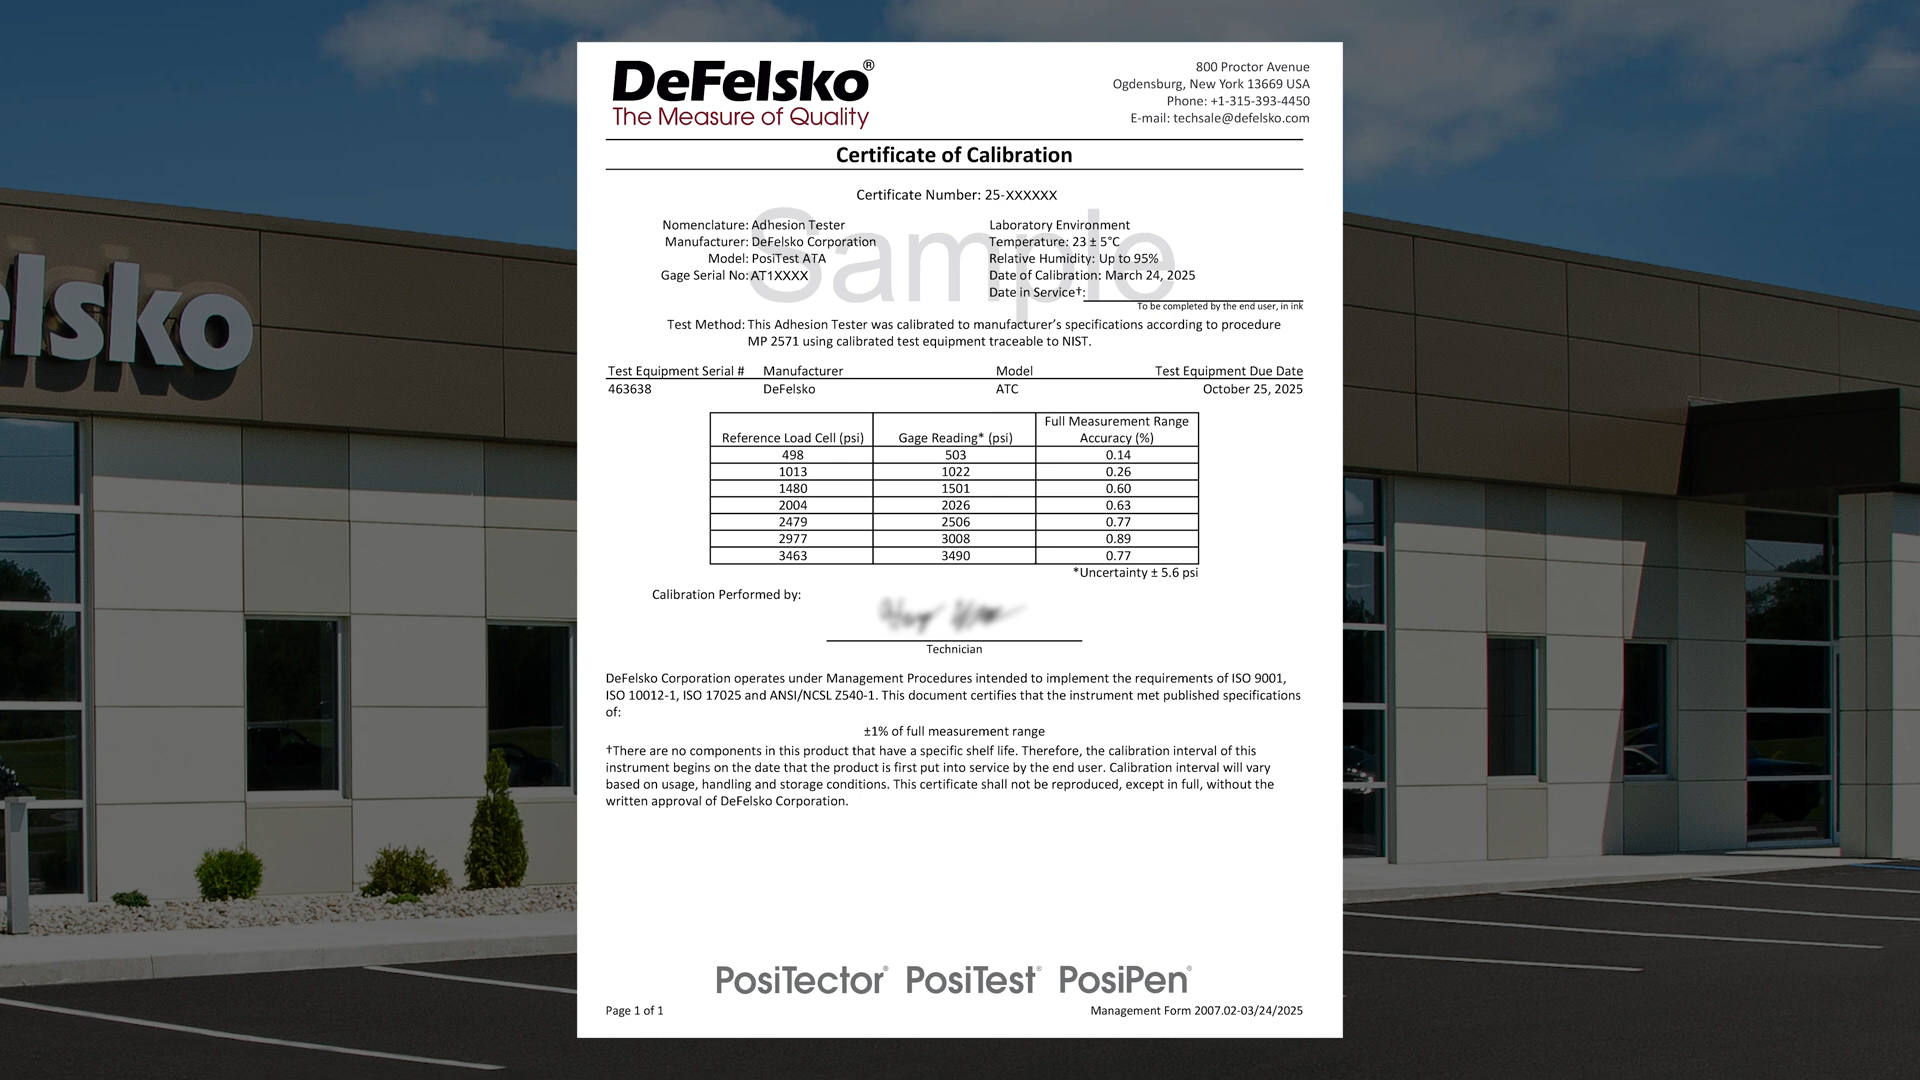 elsko
DeFelsko®
The Measure of Quality
800 Proctor Avenue
Ogdensburg, New York 13669 USA
Phone: +1-315-393-4450
E-mail: techsale@defelsko.com
Certificate of Calibration
Certificate Number: 25-XXXXXX
Sample
Nomenclature: Adhesion Tester
Manufacturer: DeFelsko Corporation
Model: PosiTest ATA
Gage Serial No: AT1XXXX
Laboratory Environment
Temperature: 23 ± 5°C
Relative Humidity: Up to 95%
Date of Calibration: March 24, 2025
Date in Service†:
To be completed by the end user, in ink
Test Method: This Adhesion Tester was calibrated to manufacturer’s specifications according to procedure
MP 2571 using calibrated test equipment traceable to NIST.
Test Equipment Serial # Manufacturer Model Test Equipment Due Date
463638 DeFelsko ATC October 25, 2025
Reference Load Cell (psi) Gage Reading* (psi) Full Measurement Range Accuracy (%)
498 503 0.14
1013 1022 0.26
1480 1501 0.60
2004 2026 0.63
2479 2506 0.77
2977 3008 0.89
3463 3490 0.77
*Uncertainty ± 5.6 psi
Calibration Performed by:
Technician
DeFelsko Corporation operates under Management Procedures intended to implement the requirements of ISO 9001,
ISO 10012-1, ISO 17025 and ANSI/NCSL Z540-1. This document certifies that the instrument met published specifications
of:
±1% of full measurement range
†There are no components in this product that have a specific shelf life. Therefore, the calibration interval of this
instrument begins on the date that the product is first put into service by the end user. Calibration interval will vary
based on usage, handling and storage conditions. This certificate shall not be reproduced, except in full, without the
written approval of DeFelsko Corporation.
PosiTector® PosiTest® PosiPen®
Page 1 of 1
Management Form 2007.02-03/24/2025